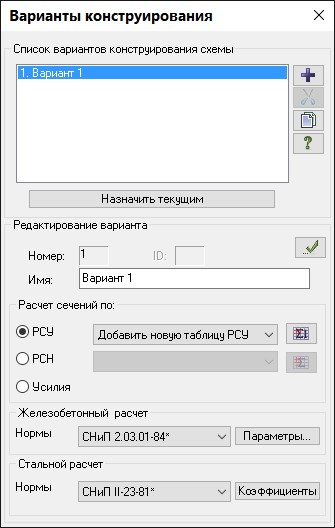 Варианты конструирования
Список вариантов конструирования схемы
1. Вариант 1
?
Назначить текущим
Редактирование варианта
Номер: 1 ID:
Имя: Вариант 1
Расчет сечений по:
РСУ Добавить новую таблицу РСУ
РСН
Усилия
Железобетонный расчет
Нормы СНиП 2.03.01-84* Параметры...
Стальной расчет
Нормы СНиП II-23-81* Коэффициенты